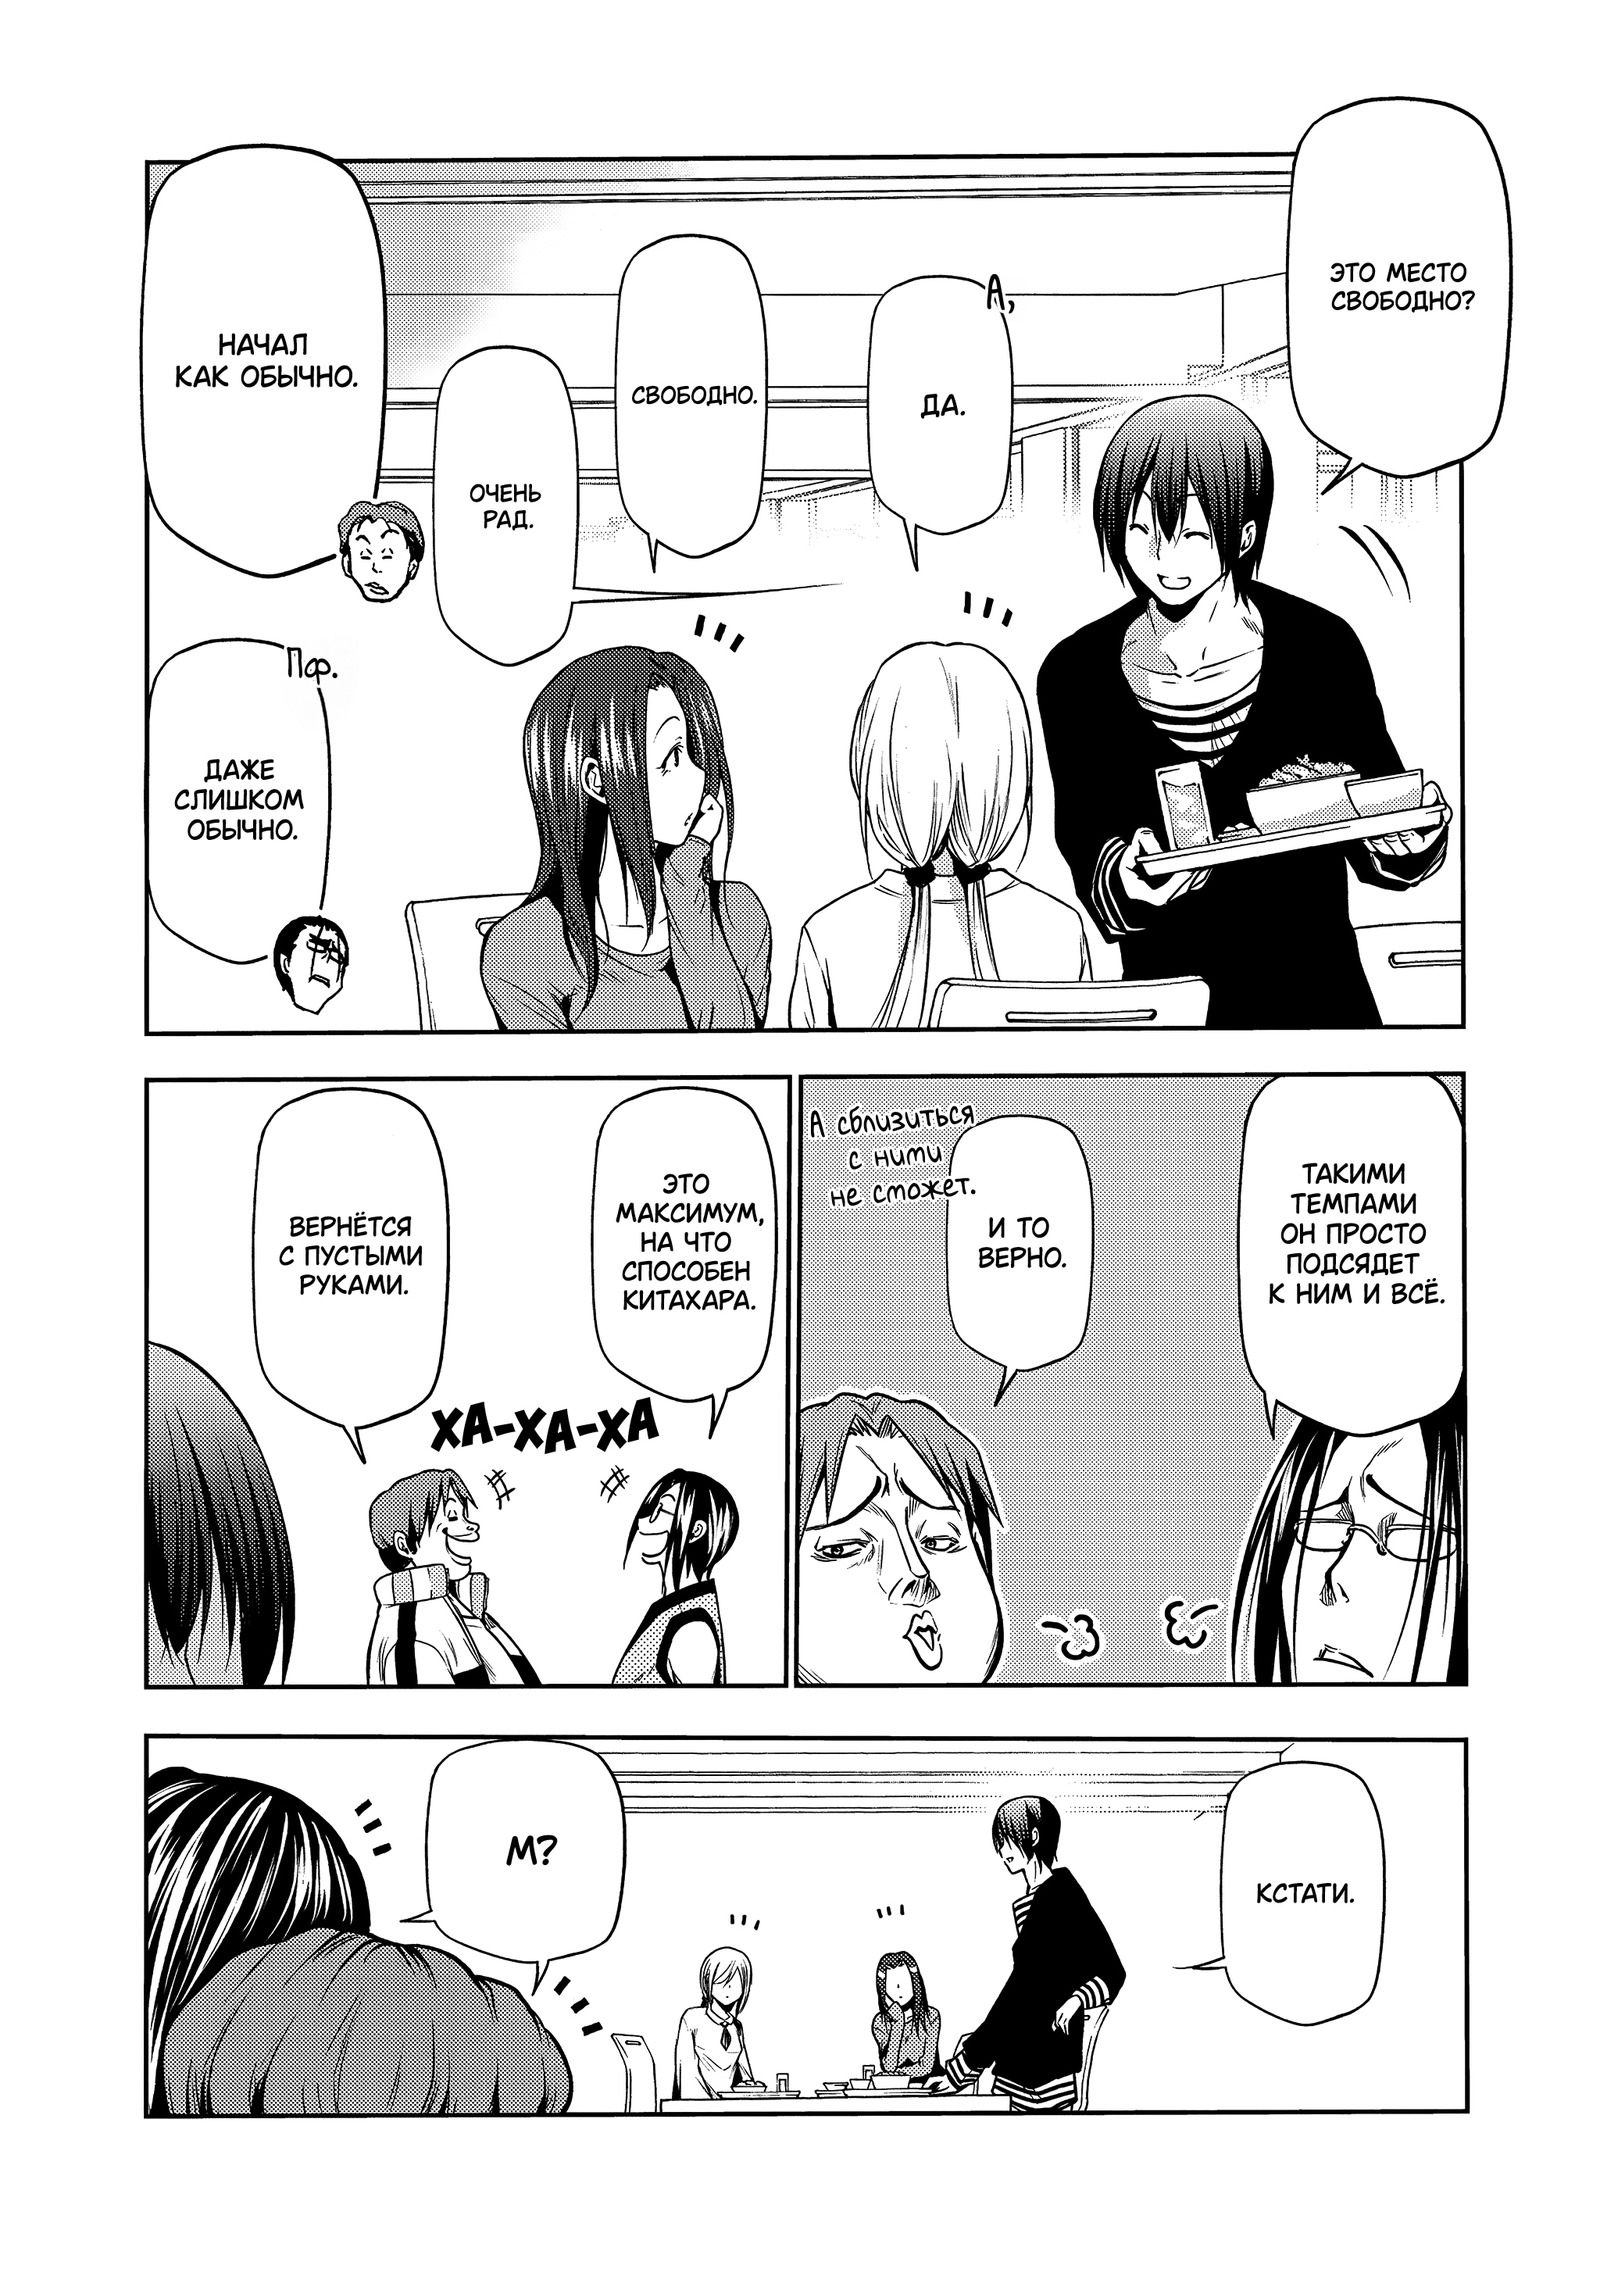 ЭТО МЕСТО
СВОБОДНО?
А,
ДА.
СВОБОДНО.
ОЧЕНЬ
РАД.
НАЧАЛ
КАК ОБЫЧНО.
Пф.
ДАЖЕ
СЛИШКОМ
ОБЫЧНО.
ТАКИМИ
ТЕМПАМИ
ОН ПРОСТО
ПОДСЯДЕТ
К НИМ И ВСЁ.
И ТО
ВЕРНО.
А сблизиться
с ними
не сможет.
ЭТО
МАКСИМУМ,
НА ЧТО
СПОСОБЕН
КИТАХАРА.
ХА-ХА-ХА
ВЕРНЁТСЯ
С ПУСТЫМИ
РУКАМИ.
КСТАТИ.
М?